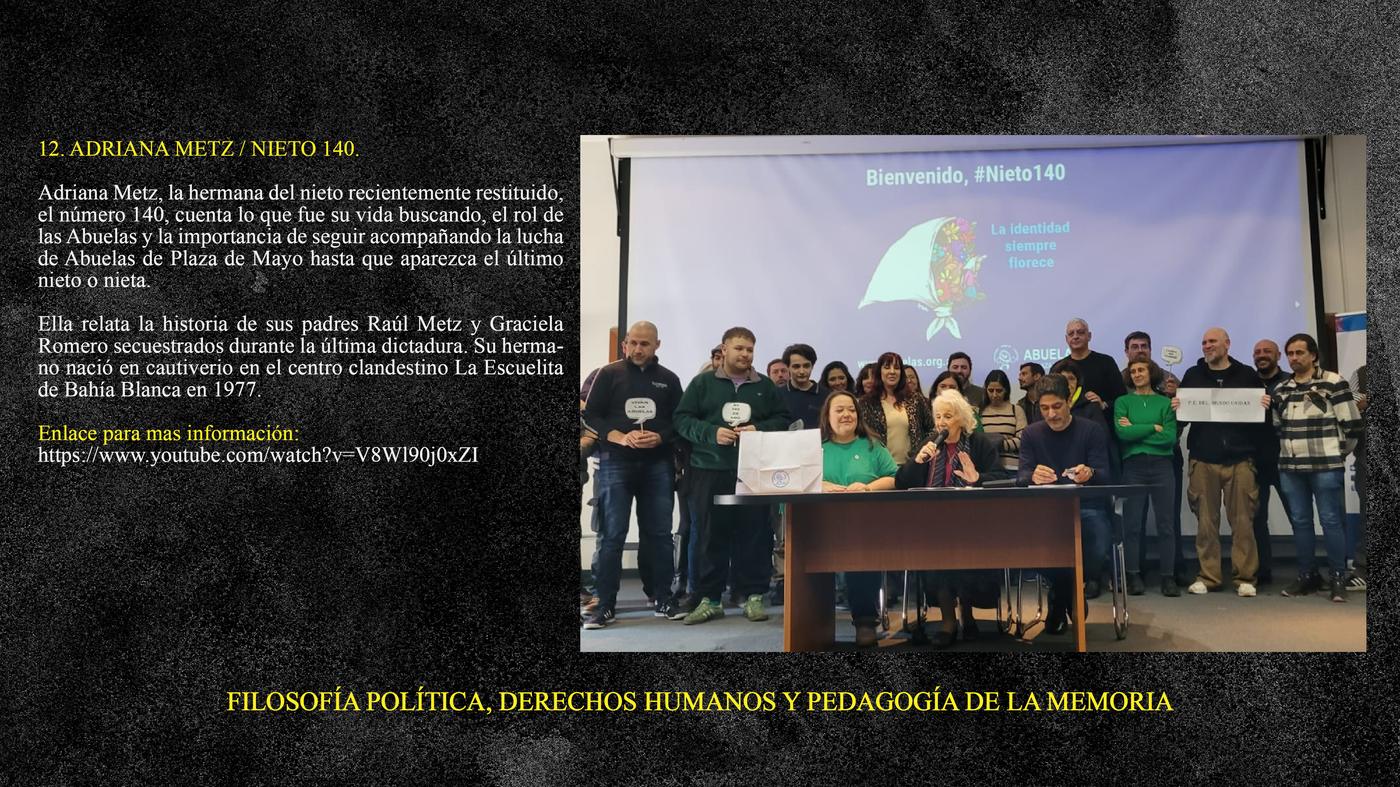 12. ADRIANA METZ / NIETO 140.
Adriana Metz, la hermana del nieto recientemente restituido,
el número 140, cuenta lo que fue su vida buscando, el rol de
las Abuelas y la importancia de seguir acompañando la lucha
de Abuelas de Plaza de Mayo hasta que aparezca el último
nieto o nieta.
Ella relata la historia de sus padres Raúl Metz y Graciela
Romero secuestrados durante la última dictadura. Su herma-
no nació en cautiverio en el centro clandestino La Escuelita
de Bahía Blanca en 1977.
Enlace para mas información:
https://www.youtube.com/watch?v=V8Wl90j0xZI
Bienvenido, #Nieto140
La identidad
siempre
florece
ABUELA
FILOSOFÍA POLÍTICA, DERECHOS HUMANOS Y PEDAGOGÍA DE LA MEMORIA